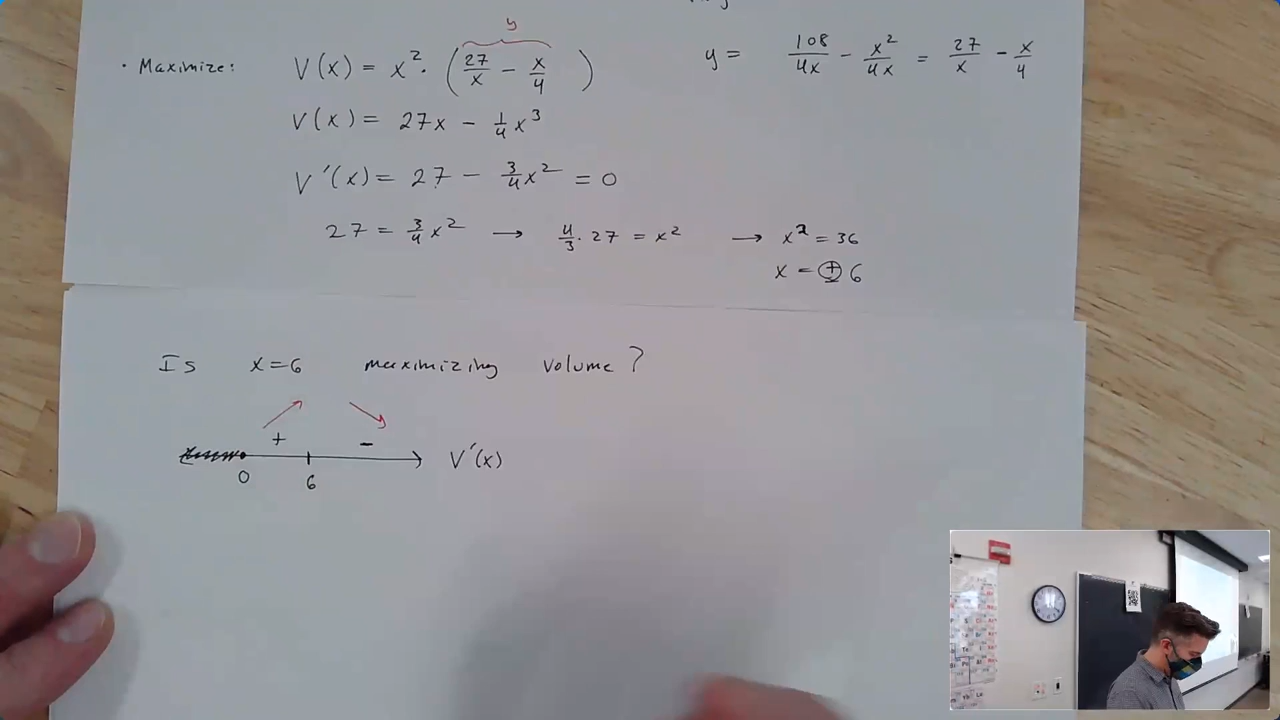 y
· Maximize: V(x) = x²· (27/x − x/4) y = 108/4x − x²/4x = 27/x − x/4
V(x) = 27x − 1/4 x³
V'(x) = 27 − 3/4 x² = 0
27 = 3/4 x² → 4/3 · 27 = x² → x² = 36
x = ± 6
Is x=6 maximizing volume?
+ −
V'(x)
0 6